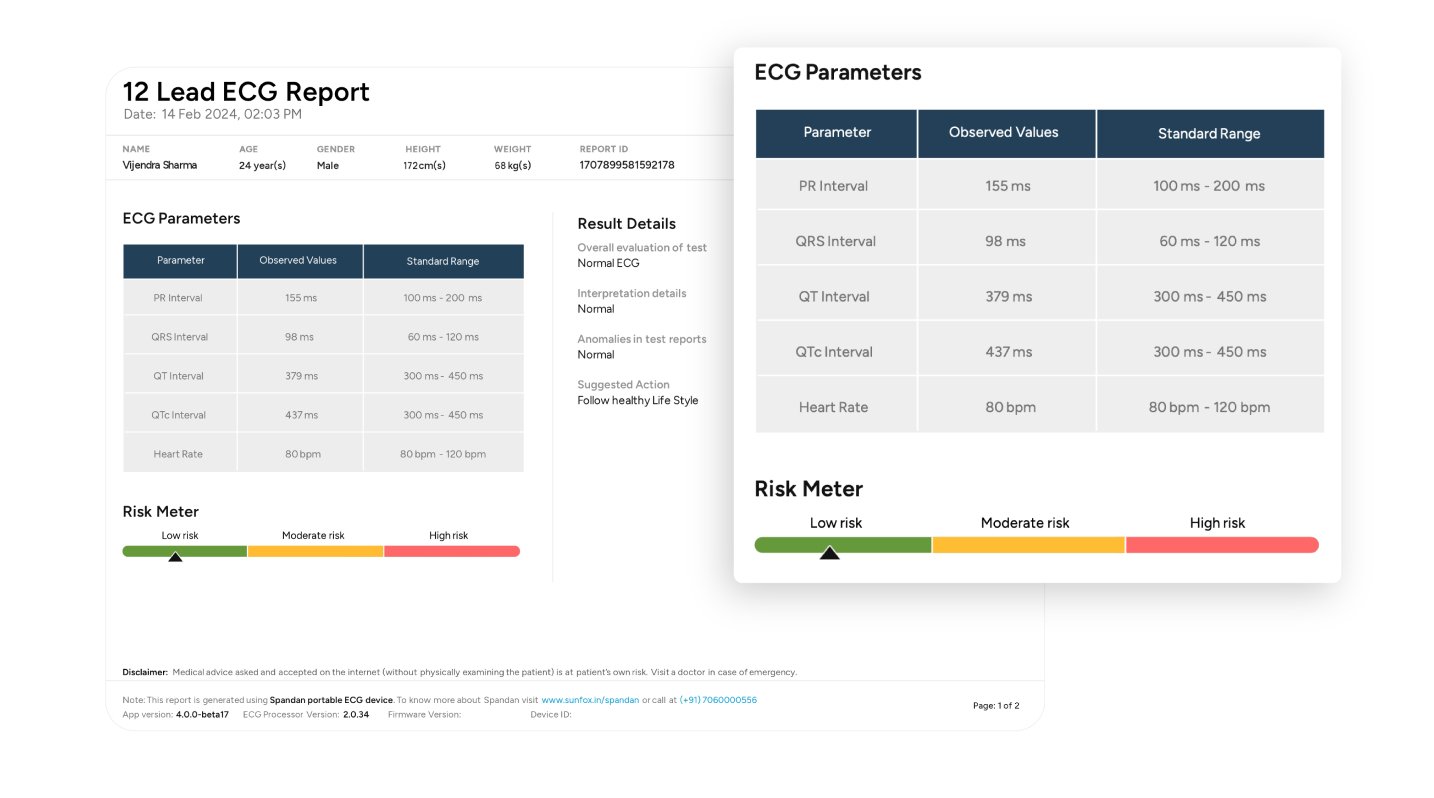 12 Lead ECG Report
Date: 14 Feb 2024, 02:03 PM
NAME AGE GENDER HEIGHT WEIGHT REPORT ID
Vijendra Sharma 24 year(s) Male 172cm(s) 68 kg(s) 1707899581592178
ECG Parameters
Parameter Observed Values Standard Range
PR Interval 155 ms 100 ms - 200 ms
QRS Interval 98 ms 60 ms - 120 ms
QT Interval 379 ms 300 ms - 450 ms
QTc Interval 437 ms 300 ms - 450 ms
Heart Rate 80 bpm 80 bpm - 120 bpm
Risk Meter
Low risk Moderate risk High risk
Result Details
Overall evaluation of test
Normal ECG
Interpretation details
Normal
Anomalies in test reports
Normal
Suggested Action
Follow healthy Life Style
ECG Parameters
Parameter Observed Values Standard Range
PR Interval 155 ms 100 ms - 200 ms
QRS Interval 98 ms 60 ms - 120 ms
QT Interval 379 ms 300 ms - 450 ms
QTc Interval 437 ms 300 ms - 450 ms
Heart Rate 80 bpm 80 bpm - 120 bpm
Risk Meter
Low risk Moderate risk High risk
Disclaimer: Medical advice asked and accepted on the internet (without physically examining the patient) is at patient's own risk. Visit a doctor in case of emergency.
Note: This report is generated using Spandan portable ECG device. To know more about Spandan visit www.sunfox.in/spandan or call at (+91) 7060000556
App version: 4.0.0-beta17 ECG Processor Version: 2.0.34 Firmware Version: Device ID:
Page: 1 of 2